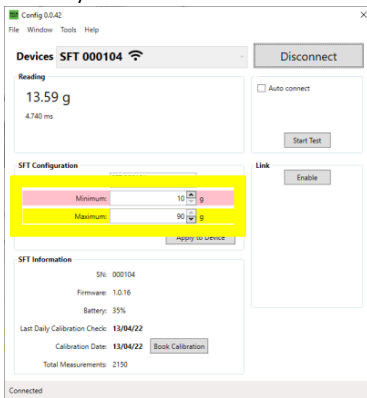 Config 0.0.42
File Window Tools Help
Devices SFT 000104
Disconnect
Reading
13.59 g
4.740 ms
Auto connect
Start Test
SFT Configuration
Minimum: 10 g
Maximum: 90 g
Apply to Device
Link
Enable
SFT Information
SN: 000104
Firmware: 1.0.16
Battery: 35%
Last Daily Calibration Check: 13/04/22
Calibration Date: 13/04/22 Book Calibration
Total Measurements: 2150
Connected